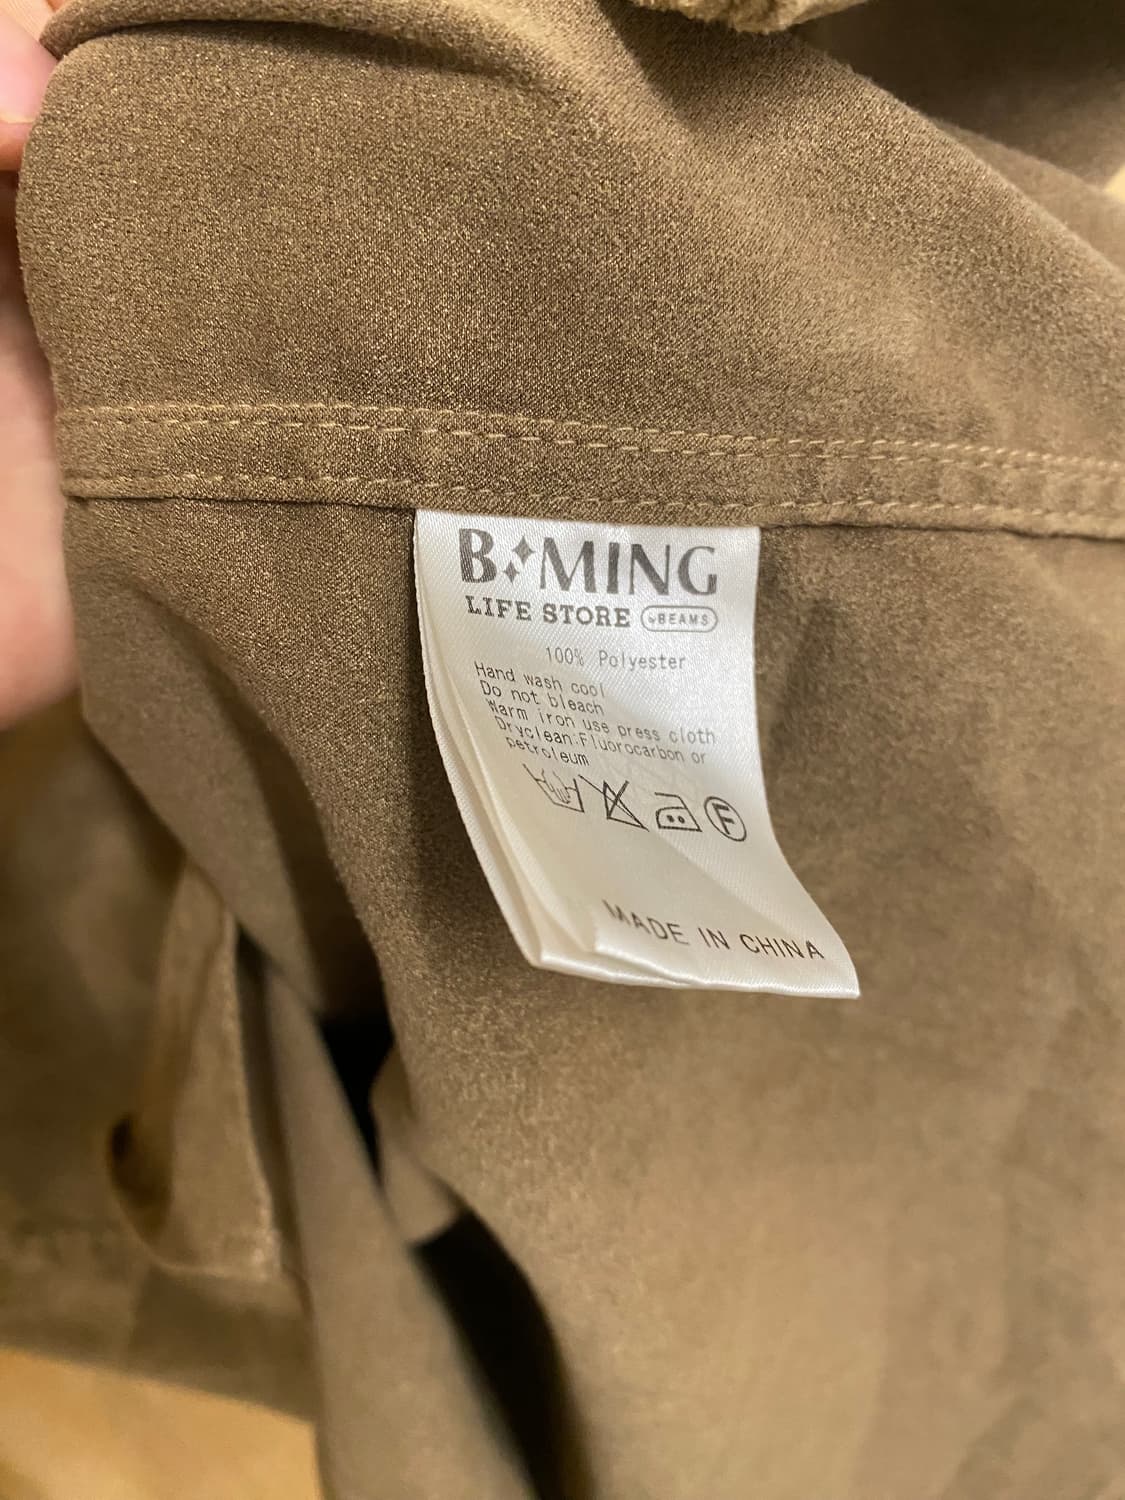 B MING
LIFE STORE BEAMS
100% Polyester
Hand wash cool
Do not bleach
Warm iron use press cloth
Dryclean:Fluorocarbon or
petroleum
F
MADE IN CHINA